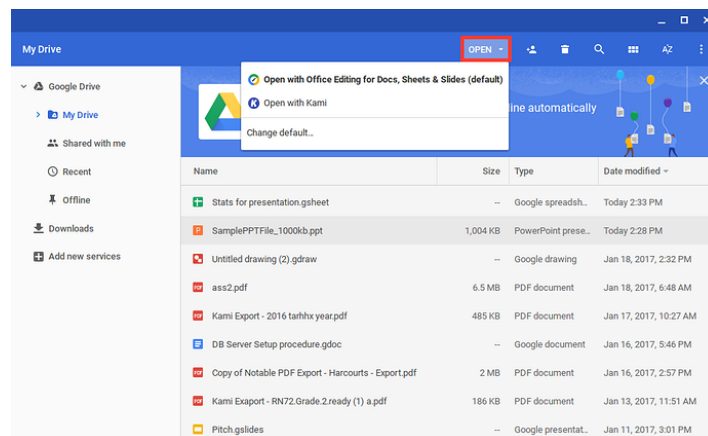 My Drive
OPEN
AZ
Open with Office Editing for Docs, Sheets & Slides (default)
Open with Kami
Change default...
line automatically
Google Drive
My Drive
Shared with me
Recent
Offline
Downloads
Add new services
Name Size Type Date modified
Stats for presentation.gsheet -- Google spreadsh... Today 2:33 PM
SamplePPTFile_1000kb.ppt 1,004 KB PowerPoint prese... Today 2:28 PM
Untitled drawing (2).gdraw -- Google drawing Jan 18, 2017, 2:32 PM
ass2.pdf 6.5 MB PDF document Jan 18, 2017, 6:48 AM
Kami Export - 2016 tarhhx year.pdf 485 KB PDF document Jan 17, 2017, 10:27 AM
DB Server Setup procedure.gdoc -- Google document Jan 16, 2017, 5:46 PM
Copy of Notable PDF Export - Harcourts - Export.pdf 2 MB PDF document Jan 16, 2017, 2:57 PM
Kami Exaport - RN72.Grade.2.ready (1) a.pdf 186 KB PDF document Jan 13, 2017, 11:51 AM
Pitch.gslides -- Google presentat... Jan 11, 2017, 3:01 PM